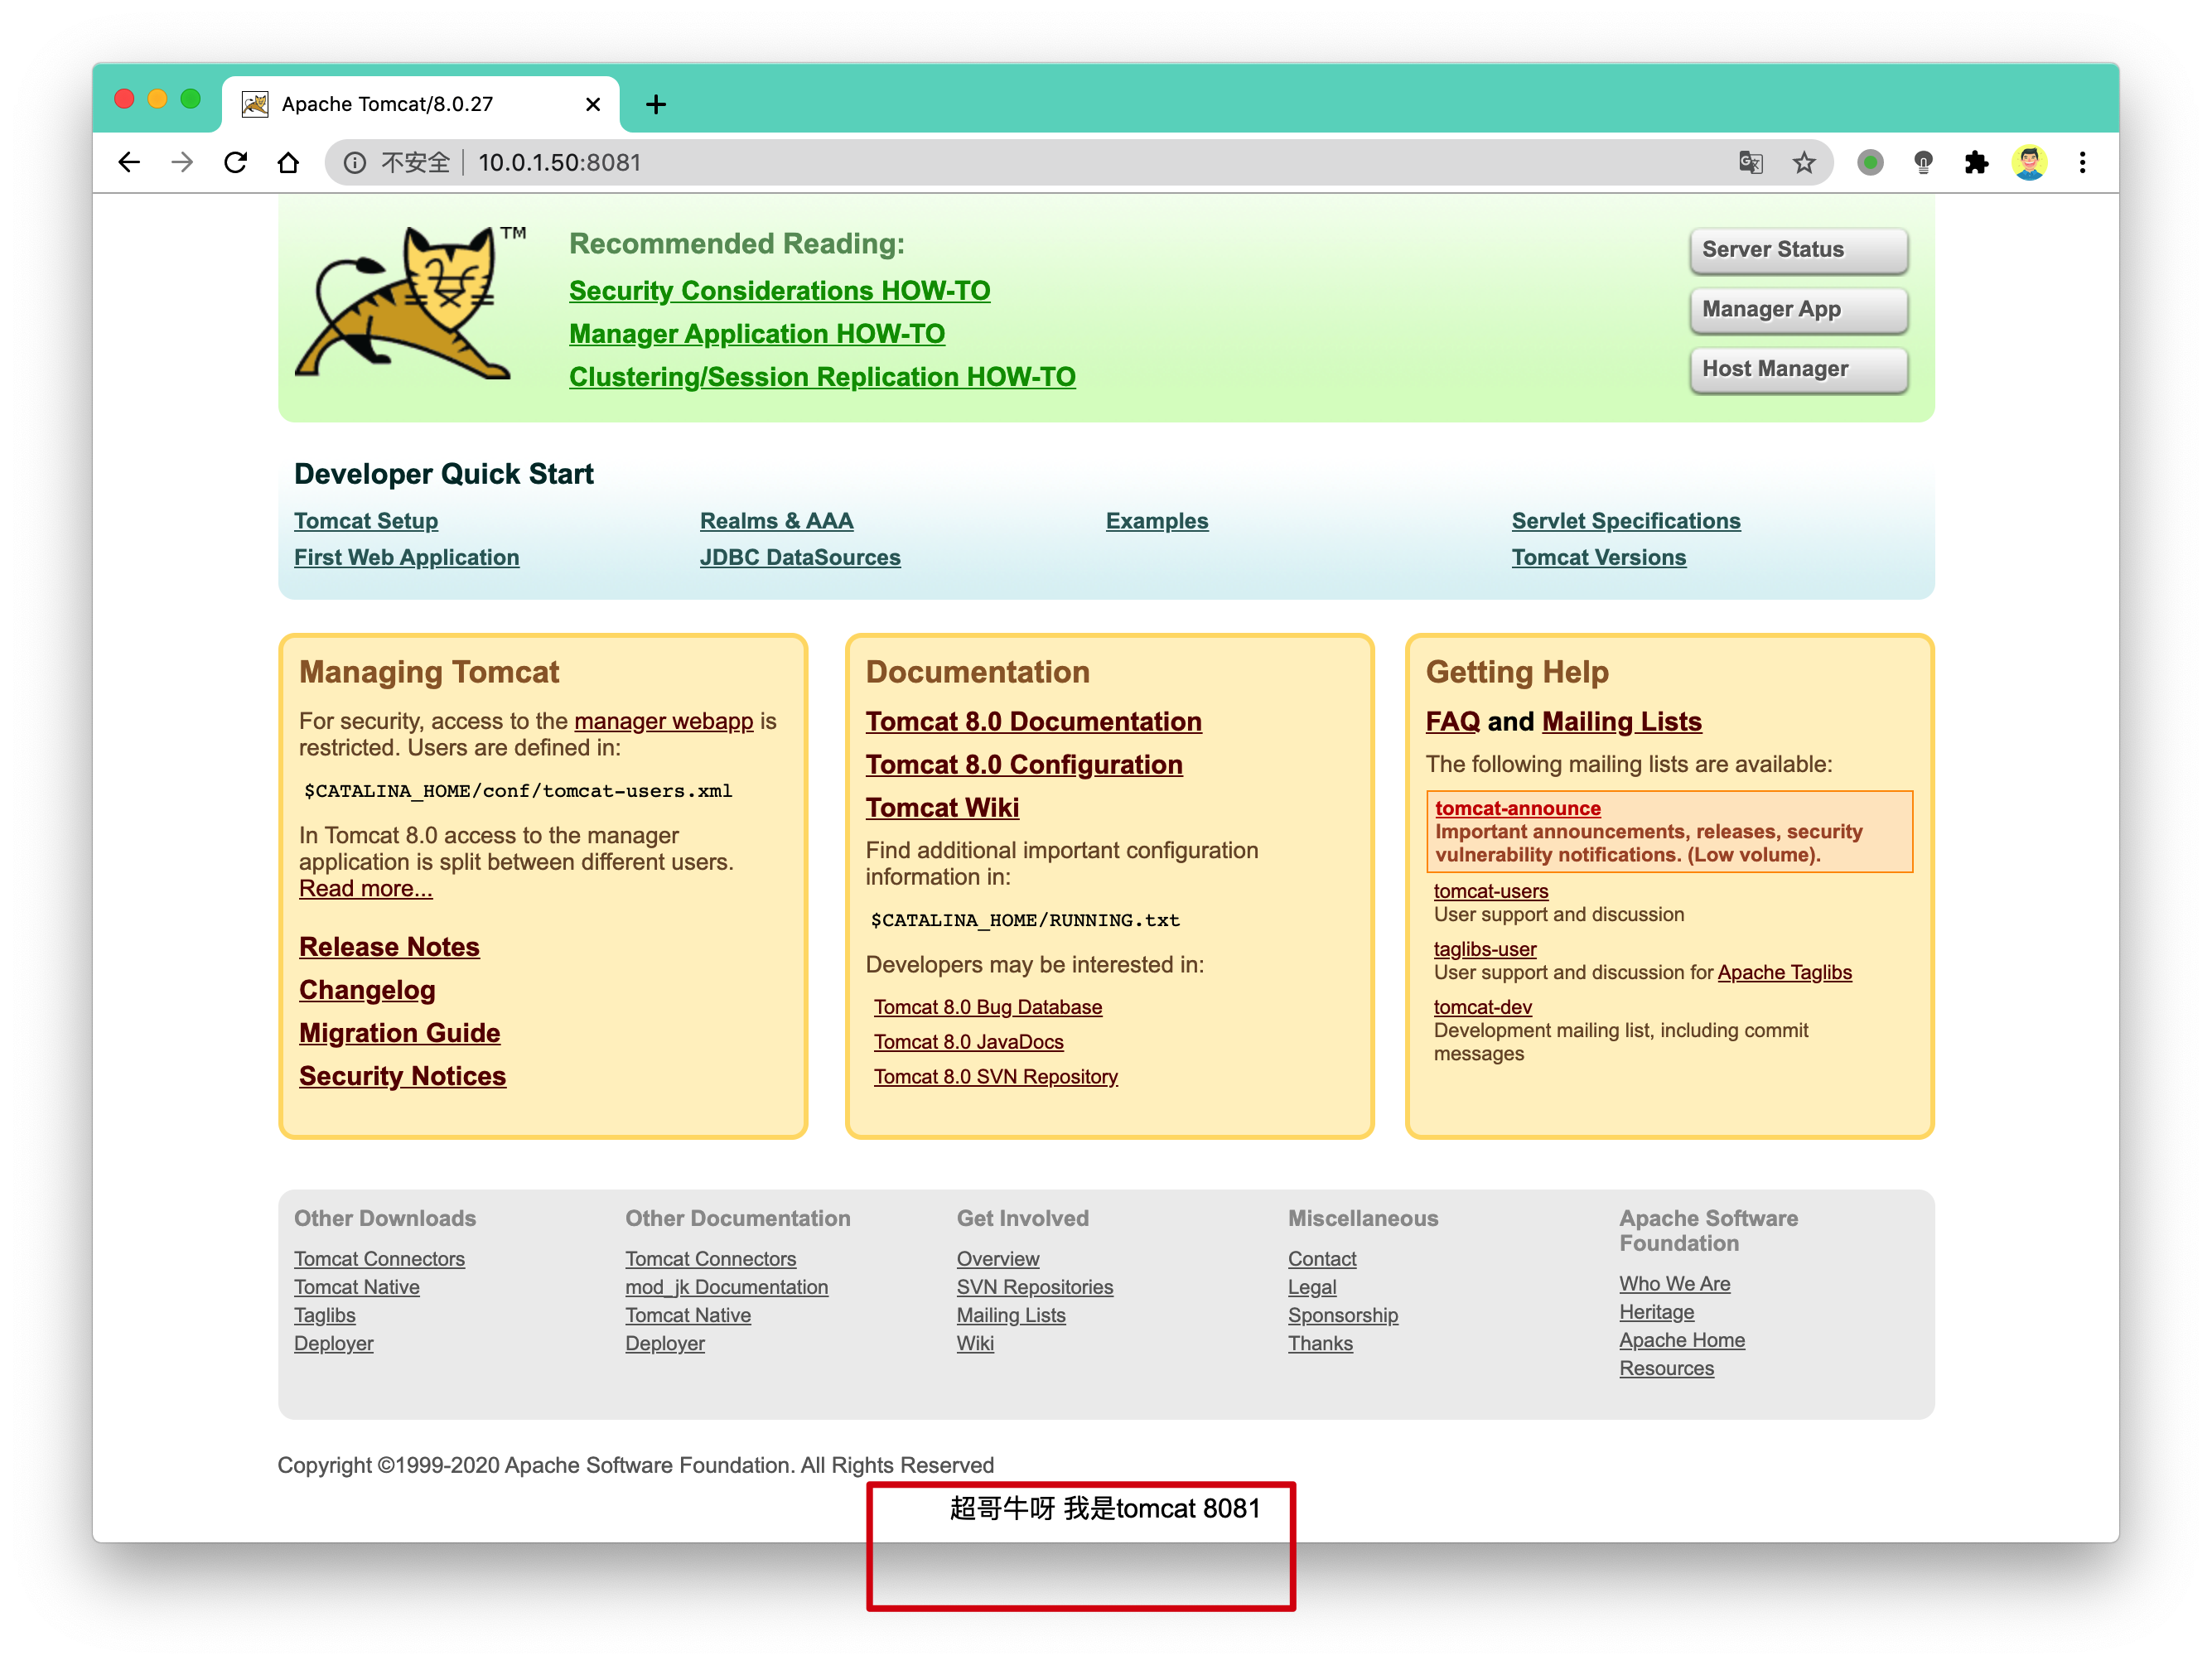 Apache Tomcat/8.0.27
不安全 10.0.1.50:8081
TM
Recommended Reading:
Security Considerations HOW-TO
Manager Application HOW-TO
Clustering/Session Replication HOW-TO
Server Status
Manager App
Host Manager
Developer Quick Start
Tomcat Setup
First Web Application
Realms & AAA
JDBC DataSources
Examples
Servlet Specifications
Tomcat Versions
Managing Tomcat
For security, access to the manager webapp is
restricted. Users are defined in:
$CATALINA_HOME/conf/tomcat-users.xml
In Tomcat 8.0 access to the manager
application is split between different users.
Read more...
Release Notes
Changelog
Migration Guide
Security Notices
Documentation
Tomcat 8.0 Documentation
Tomcat 8.0 Configuration
Tomcat Wiki
Find additional important configuration
information in:
$CATALINA_HOME/RUNNING.txt
Developers may be interested in:
Tomcat 8.0 Bug Database
Tomcat 8.0 JavaDocs
Tomcat 8.0 SVN Repository
Getting Help
FAQ and Mailing Lists
The following mailing lists are available:
tomcat-announce
Important announcements, releases, security
vulnerability notifications. (Low volume).
tomcat-users
User support and discussion
taglibs-user
User support and discussion for Apache Taglibs
tomcat-dev
Development mailing list, including commit
messages
Other Downloads
Tomcat Connectors
Tomcat Native
Taglibs
Deployer
Other Documentation
Tomcat Connectors
mod_jk Documentation
Tomcat Native
Deployer
Get Involved
Overview
SVN Repositories
Mailing Lists
Wiki
Miscellaneous
Contact
Legal
Sponsorship
Thanks
Apache Software
Foundation
Who We Are
Heritage
Apache Home
Resources
Copyright ©1999-2020 Apache Software Foundation. All Rights Reserved
超哥牛呀 我是tomcat 8081